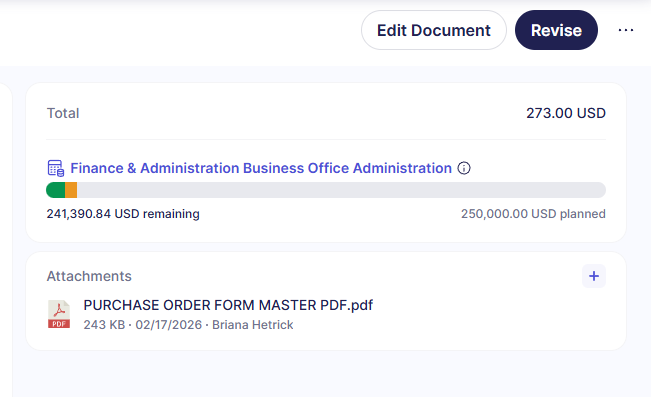 Edit Document
Revise
Total
273.00 USD
Finance & Administration Business Office Administration
241,390.84 USD remaining
250,000.00 USD planned
Attachments
PDF
PURCHASE ORDER FORM MASTER PDF.pdf
243 KB · 02/17/2026 · Briana Hetrick